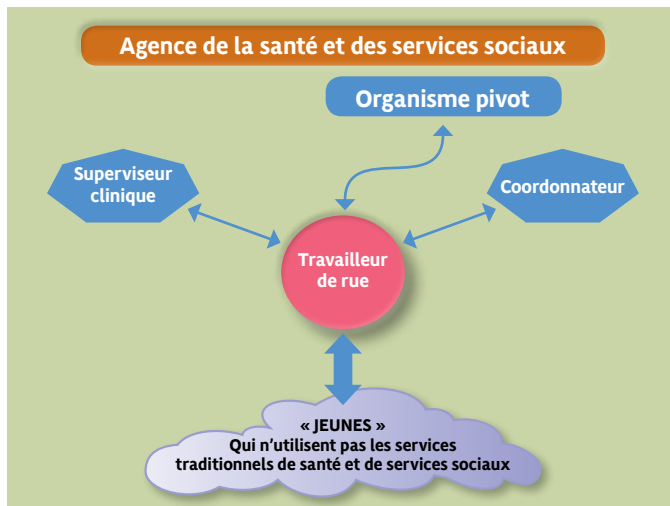 Agence de la santé et des services sociaux
Organisme pivot
Superviseur
clinique
Coordonnateur
Travailleur
de rue
« JEUNES »
Qui n’utilisent pas les services
traditionnels de santé et de services sociaux